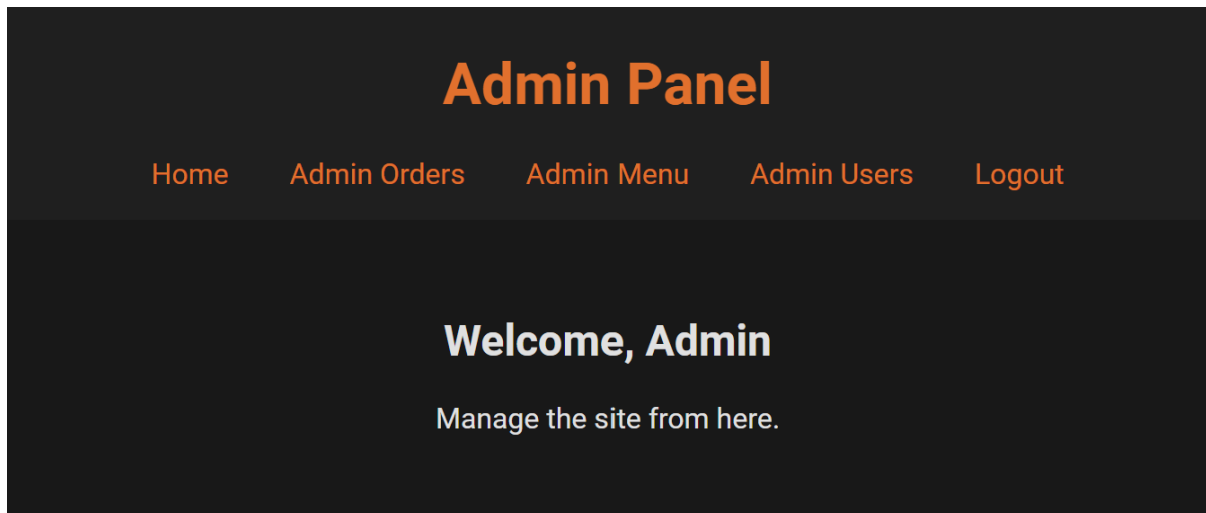 Admin Panel
Home Admin Orders Admin Menu Admin Users Logout
Welcome, Admin
Manage the site from here.